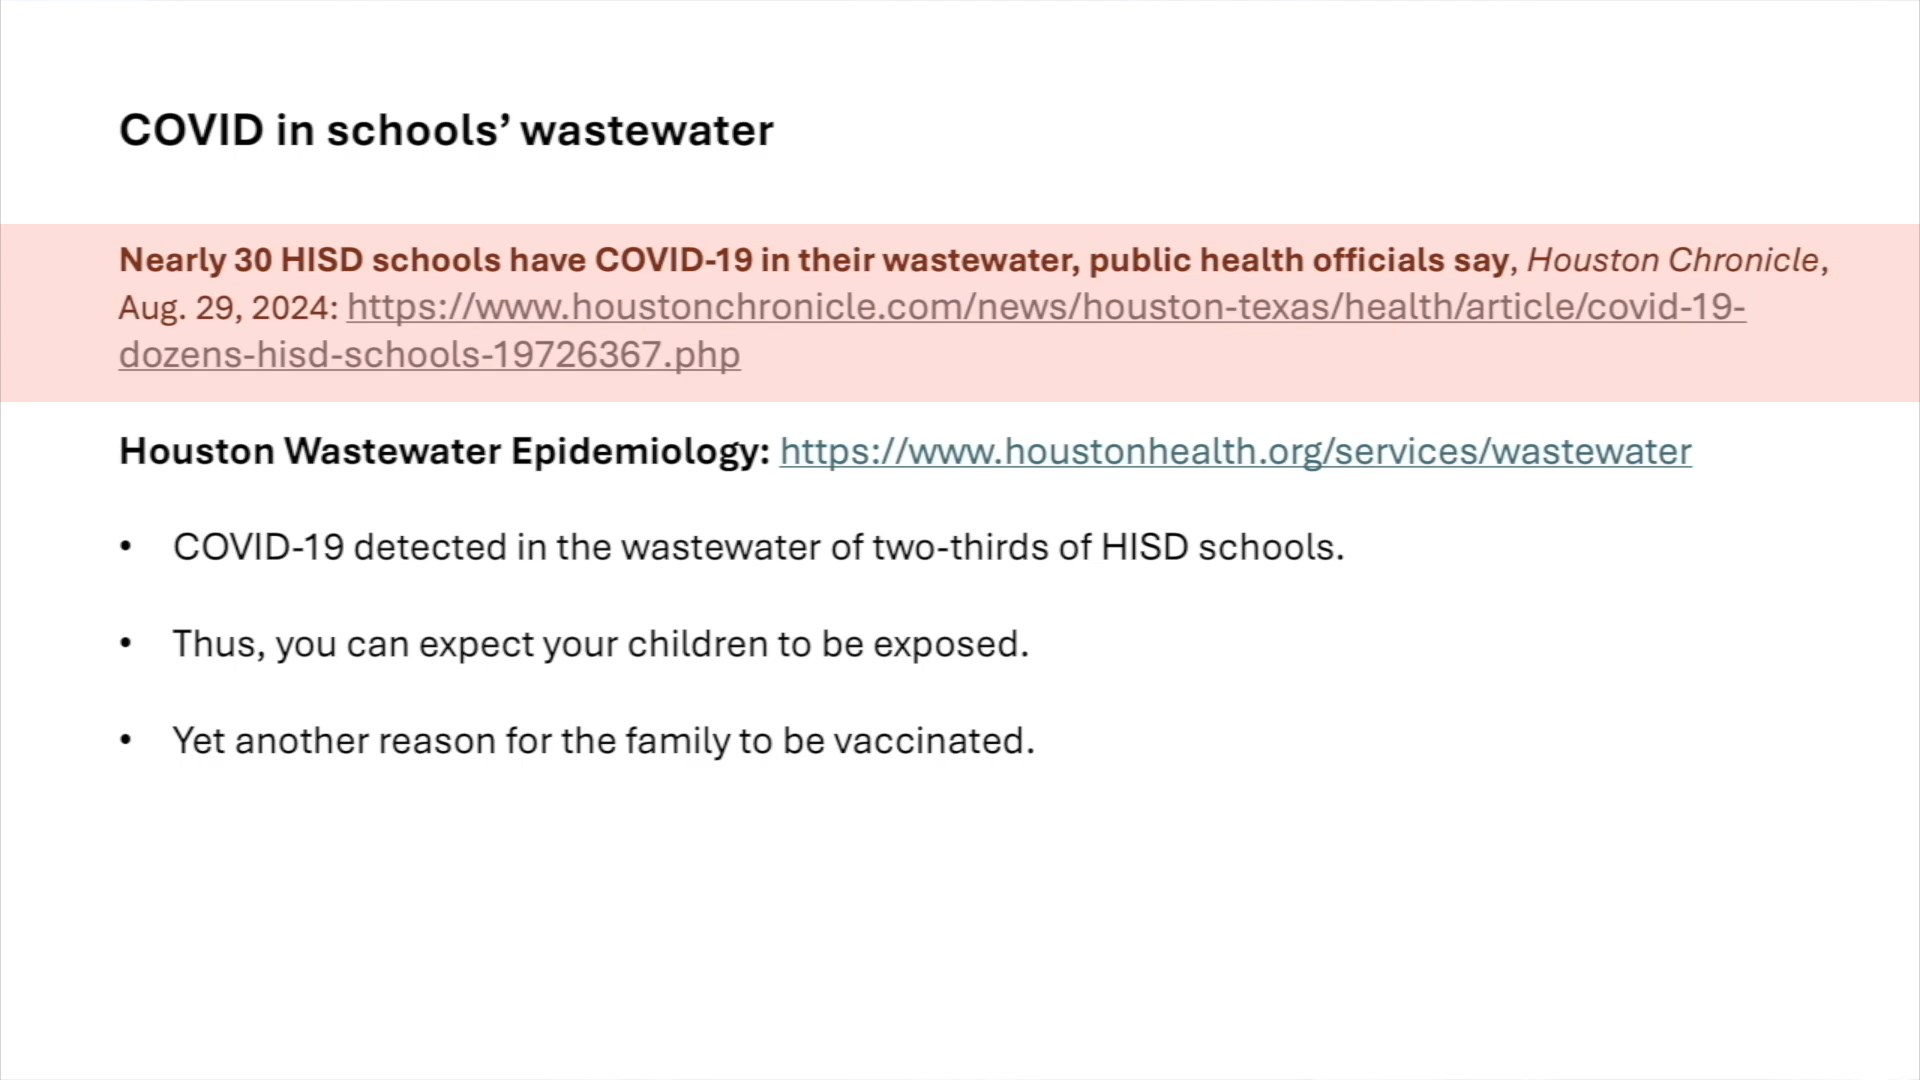 COVID in schools’ wastewater
Nearly 30 HISD schools have COVID-19 in their wastewater, public health officials say, Houston Chronicle,
Aug. 29, 2024: https://www.houstonchronicle.com/news/houston-texas/health/article/covid-19-
dozens-hisd-schools-19726367.php
Houston Wastewater Epidemiology: https://www.houstonhealth.org/services/wastewater
• COVID-19 detected in the wastewater of two-thirds of HISD schools.
• Thus, you can expect your children to be exposed.
• Yet another reason for the family to be vaccinated.